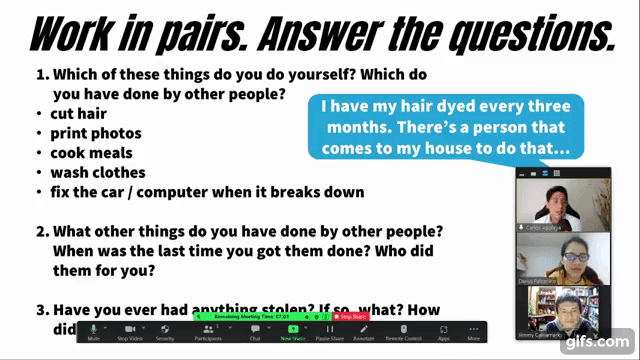 Work in pairs. Answer the questions.
1. Which of these things do you do yourself? Which do
you have done by other people?
• cut hair
• print photos
• cook meals
• wash clothes
• fix the car / computer when it breaks down
I have my hair dyed every three
months. There's a person that
comes to my house to do that...
2. What other things do you have done by other people?
When was the last time you got them done? Who did
them for you?
3. Have you ever had anything stolen? If so, what? How
did
Remaining Meeting Time: 07:01
Stop Share
Mute
Stop Video
Security
Participants
Chat
New Share
Pause Share
Annotate
Remote Control
Apps
More
Carlos
Jimmy
gifs.com